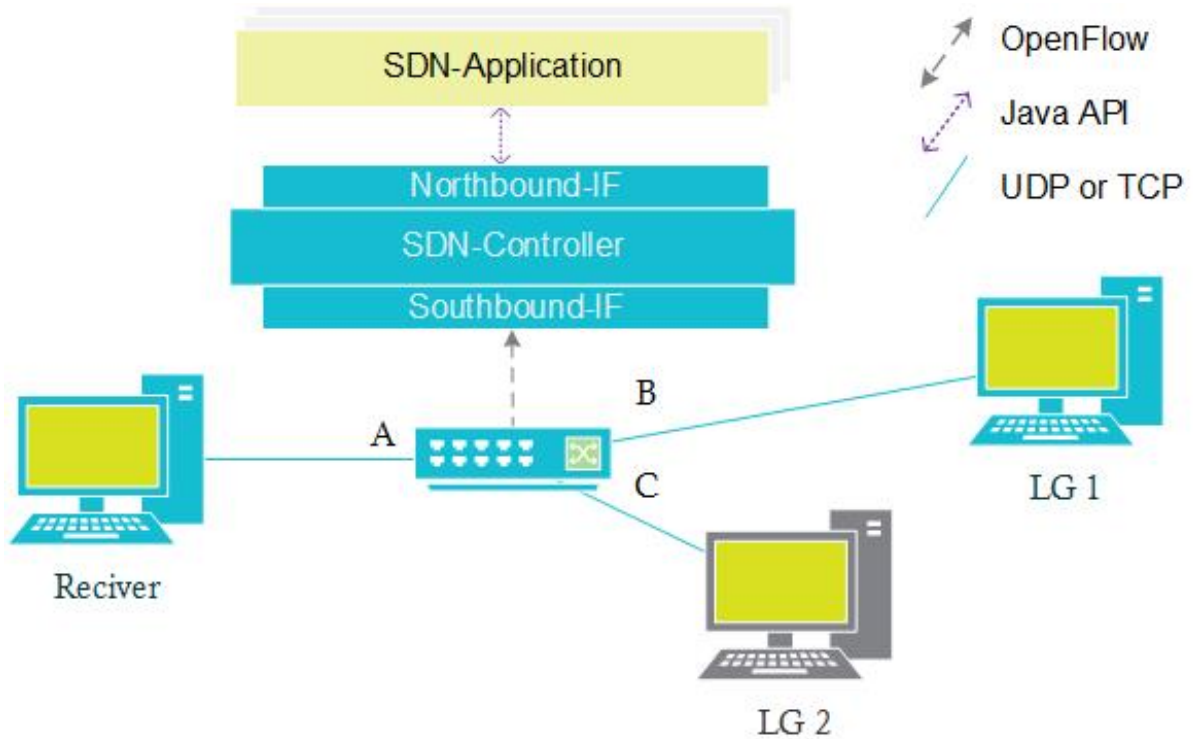 SDN-Application
OpenFlow
Java API
UDP or TCP
Northbound-IF
SDN-Controller
Southbound-IF
A
B
C
LG 1
Reciver
LG 2